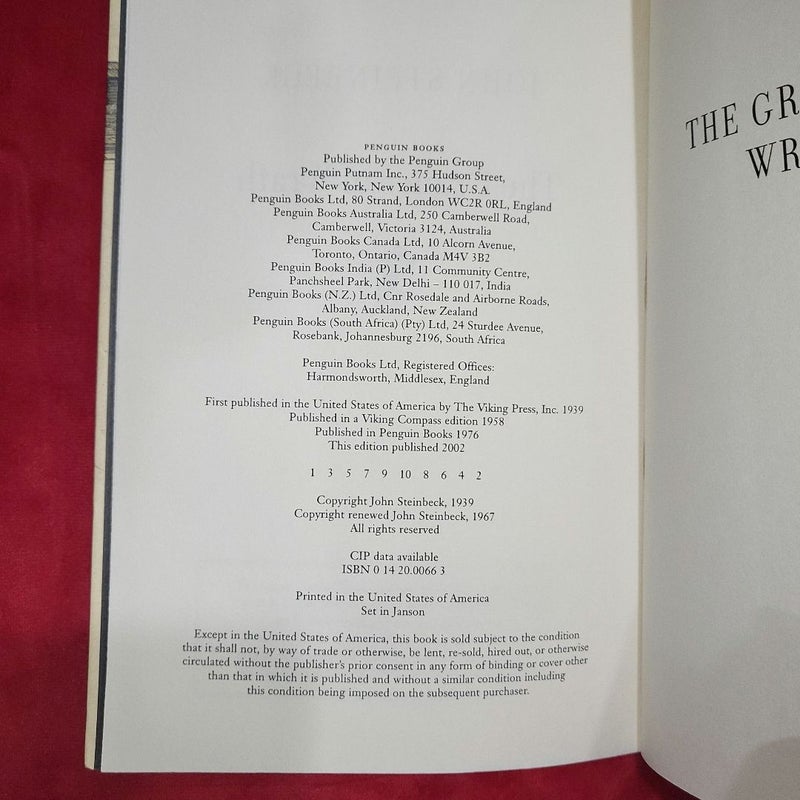 PENGUIN BOOKS
Published by the Penguin Group
Penguin Putnam Inc., 375 Hudson Street,
New York, New York 10014, U.S.A.
Penguin Books Ltd, 80 Strand, London WC2R 0RL, England
Penguin Books Australia Ltd, 250 Camberwell Road,
Camberwell, Victoria 3124, Australia
Penguin Books Canada Ltd, 10 Alcorn Avenue,
Toronto, Ontario, Canada M4V 3B2
Penguin Books India (P) Ltd, 11 Community Centre,
Panchsheel Park, New Delhi – 110 017, India
Penguin Books (N.Z.) Ltd, Cnr Rosedale and Airborne Roads,
Albany, Auckland, New Zealand
Penguin Books (South Africa) (Pty) Ltd, 24 Sturdee Avenue,
Rosebank, Johannesburg 2196, South Africa
Penguin Books Ltd, Registered Offices:
Harmondsworth, Middlesex, England
First published in the United States of America by The Viking Press, Inc. 1939
Published in a Viking Compass edition 1958
Published in Penguin Books 1976
This edition published 2002
1 3 5 7 9 10 8 6 4 2
Copyright John Steinbeck, 1939
Copyright renewed John Steinbeck, 1967
All rights reserved
CIP data available
ISBN 0 14 20.0066 3
Printed in the United States of America
Set in Janson
Except in the United States of America, this book is sold subject to the condition
that it shall not, by way of trade or otherwise, be lent, re-sold, hired out, or otherwise
circulated without the publisher's prior consent in any form of binding or cover other
than that in which it is published and without a similar condition including
this condition being imposed on the subsequent purchaser.
THE GR
WR